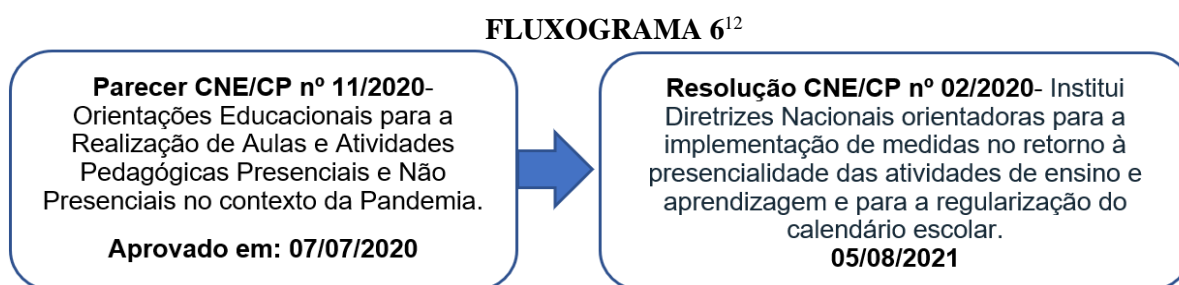 FLUXOGRAMA 6¹²
Parecer CNE/CP nº 11/2020-
Orientações Educacionais para a
Realização de Aulas e Atividades
Pedagógicas Presenciais e Não
Presenciais no contexto da Pandemia.
Aprovado em: 07/07/2020
Resolução CNE/CP nº 02/2020- Institui
Diretrizes Nacionais orientadoras para a
implementação de medidas no retorno à
presencialidade das atividades de ensino e
aprendizagem e para a regularização do
calendário escolar.
05/08/2021